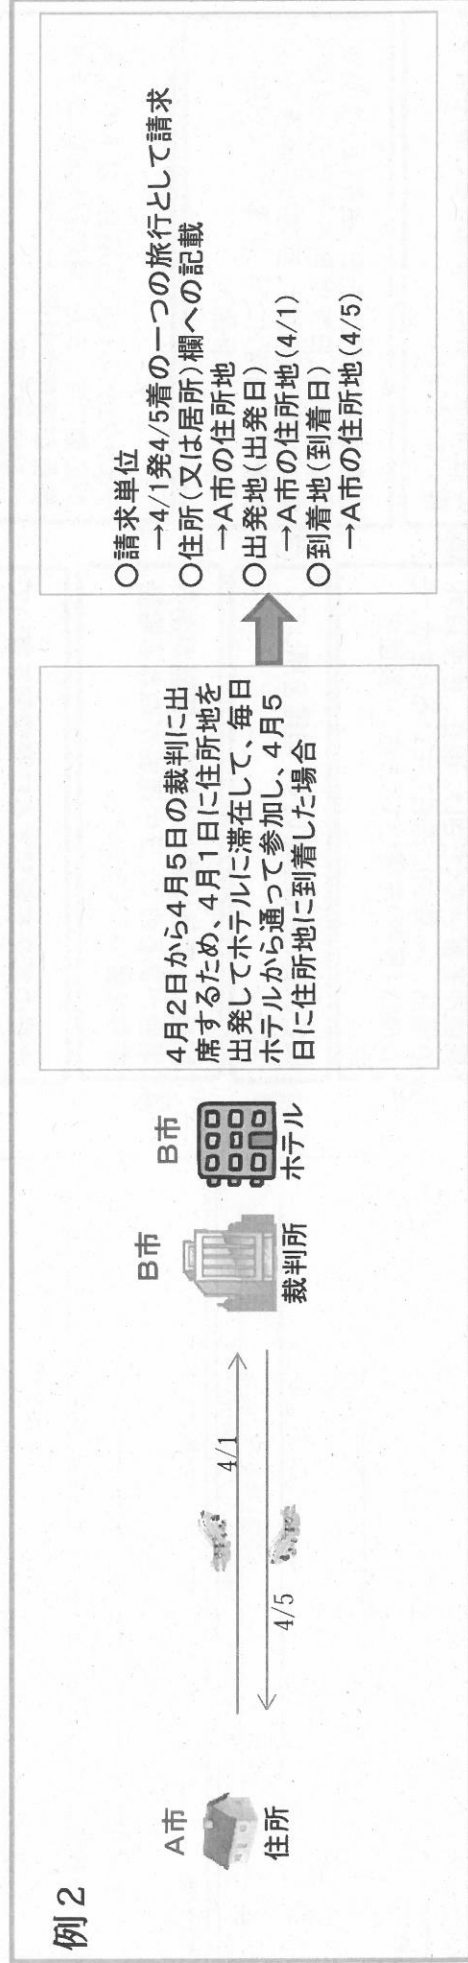 例2
A市
住所
4/1
4/5
B市
裁判所
B市
ホテル
4月2日から4月5日の裁判に出
席するため、4月1日に住所地を
出発してホテルに滞在して、毎日
ホテルから通って参加し、4月5
日に住所地に到着した場合
○請求単位
→4/1発4/5着の一つの旅行として請求
○住所(又は居所)欄への記載
→A市の住所地
○出発地(出発日)
→A市の住所地(4/1)
○到着地(到着日)
→A市の住所地(4/5)